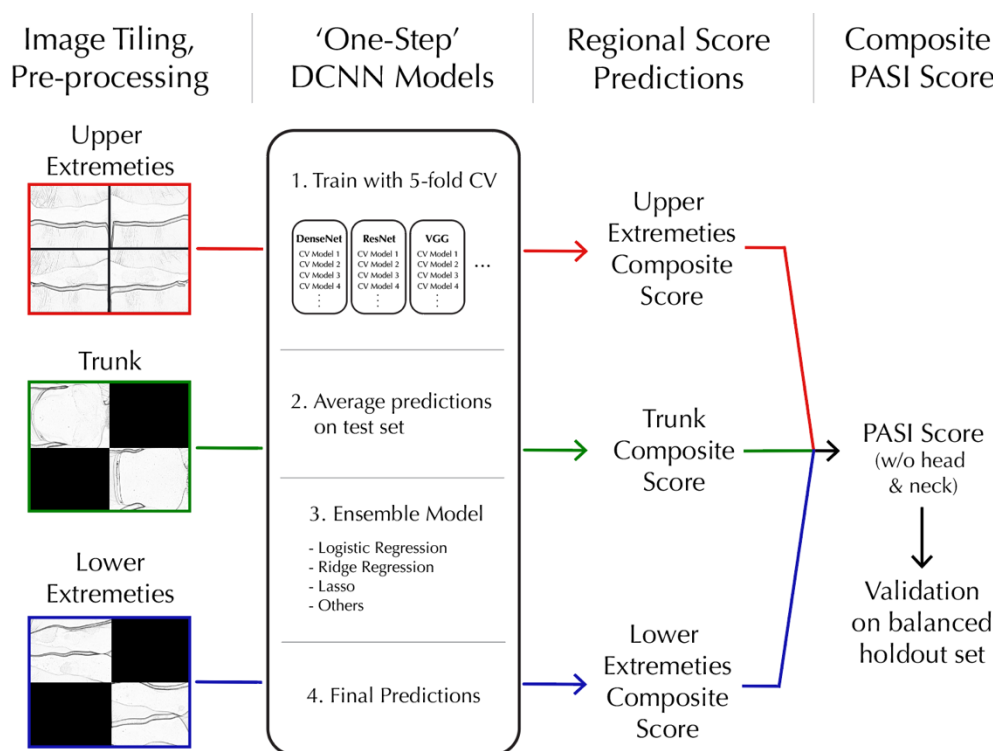 Image Tiling,
Pre-processing
'One-Step'
DCNN Models
Regional Score
Predictions
Composite
PASI Score
Upper
Extremeties
Trunk
Lower
Extremeties
1. Train with 5-fold CV
DenseNet
CV Model 1
CV Model 2
CV Model 3
CV Model 4
⋮
ResNet
CV Model 1
CV Model 2
CV Model 3
CV Model 4
⋮
VGG
CV Model 1
CV Model 2
CV Model 3
CV Model 4
⋮
...
2. Average predictions
on test set
3. Ensemble Model
- Logistic Regression
- Ridge Regression
- Lasso
- Others
4. Final Predictions
Upper
Extremeties
Composite
Score
Trunk
Composite
Score
Lower
Extremeties
Composite
Score
PASI Score
(w/o head
& neck)
Validation
on balanced
holdout set